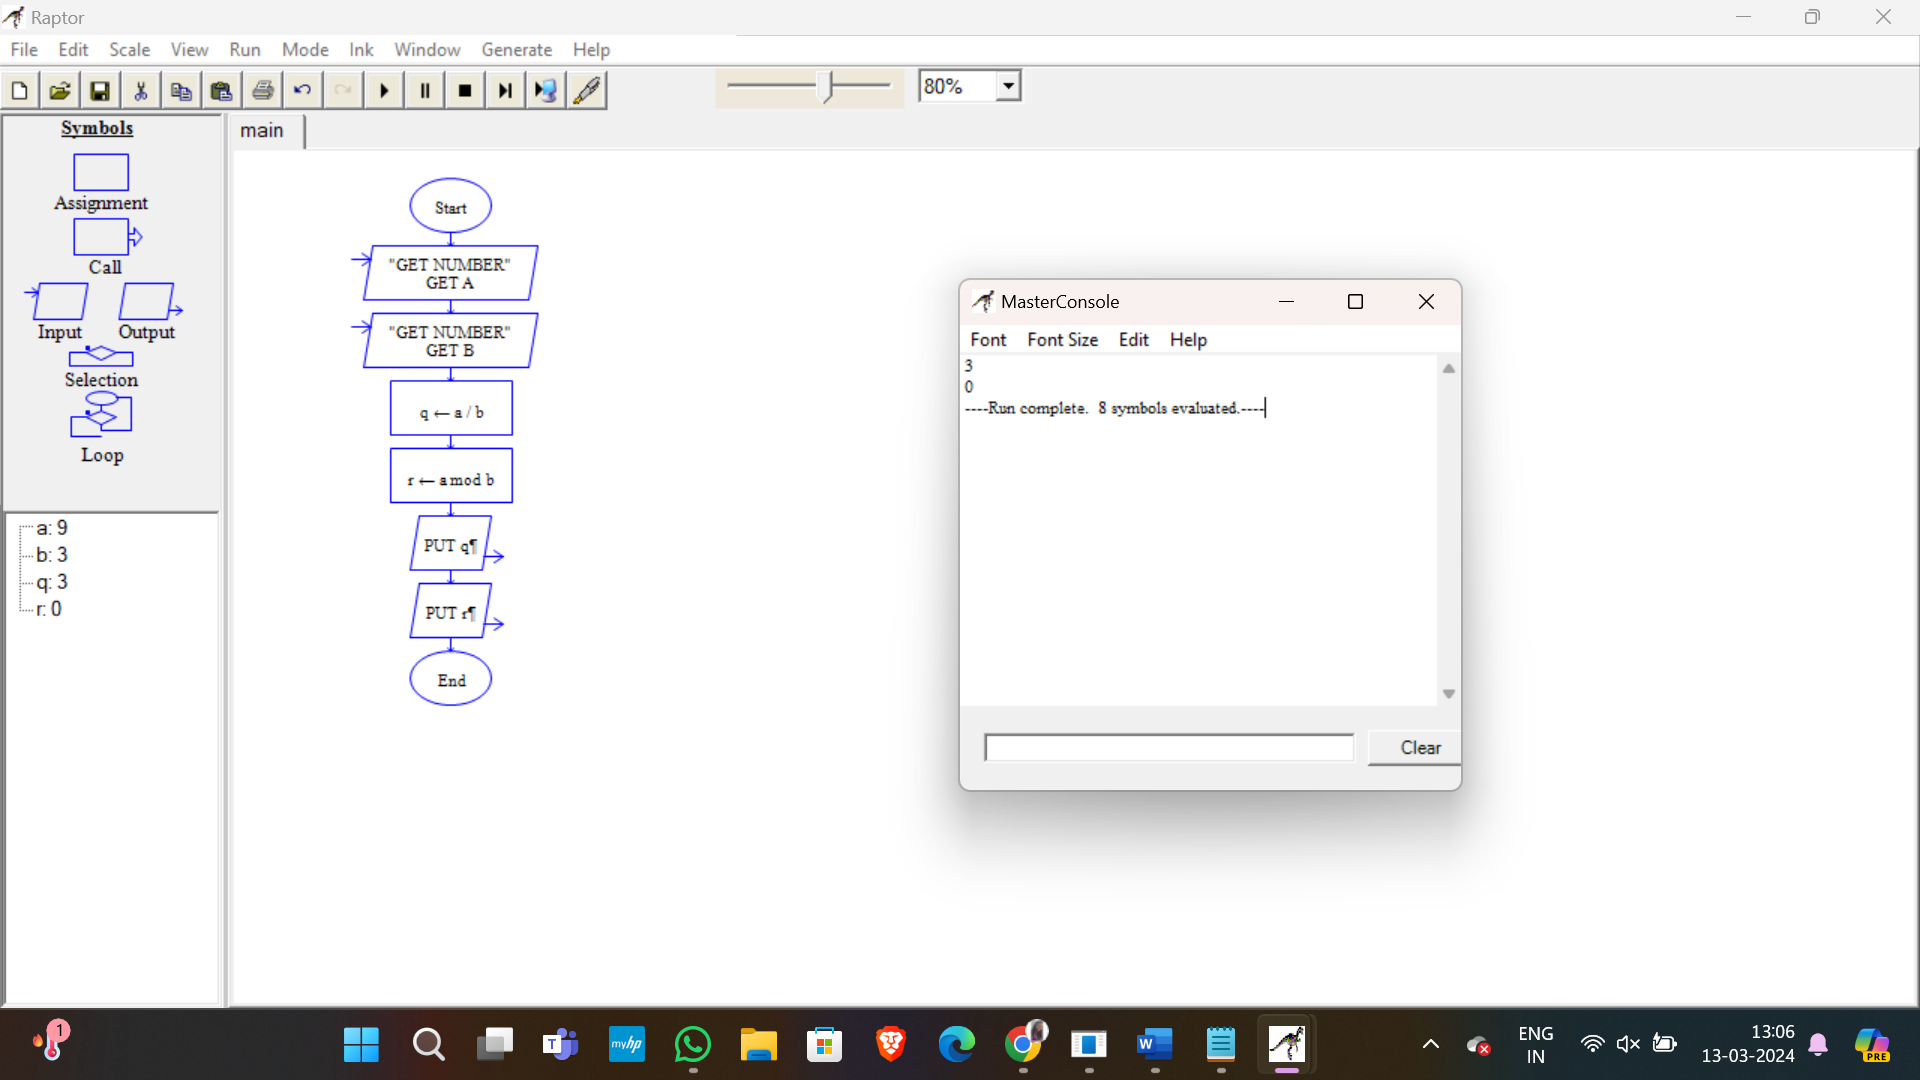 Raptor
File Edit Scale View Run Mode Ink Window Generate Help
80%
Symbols
Assignment
Call
Input Output
Selection
Loop
a: 9
b: 3
q: 3
r: 0
main
Start
"GET NUMBER"
GET A
"GET NUMBER"
GET B
q ← a / b
r ← a mod b
PUT q¶
PUT r¶
End
MasterConsole
Font Font Size Edit Help
3
0
----Run complete.  8 symbols evaluated.----
Clear
1
T
myhp
W
ENG
IN
13:06
13-03-2024
PRE